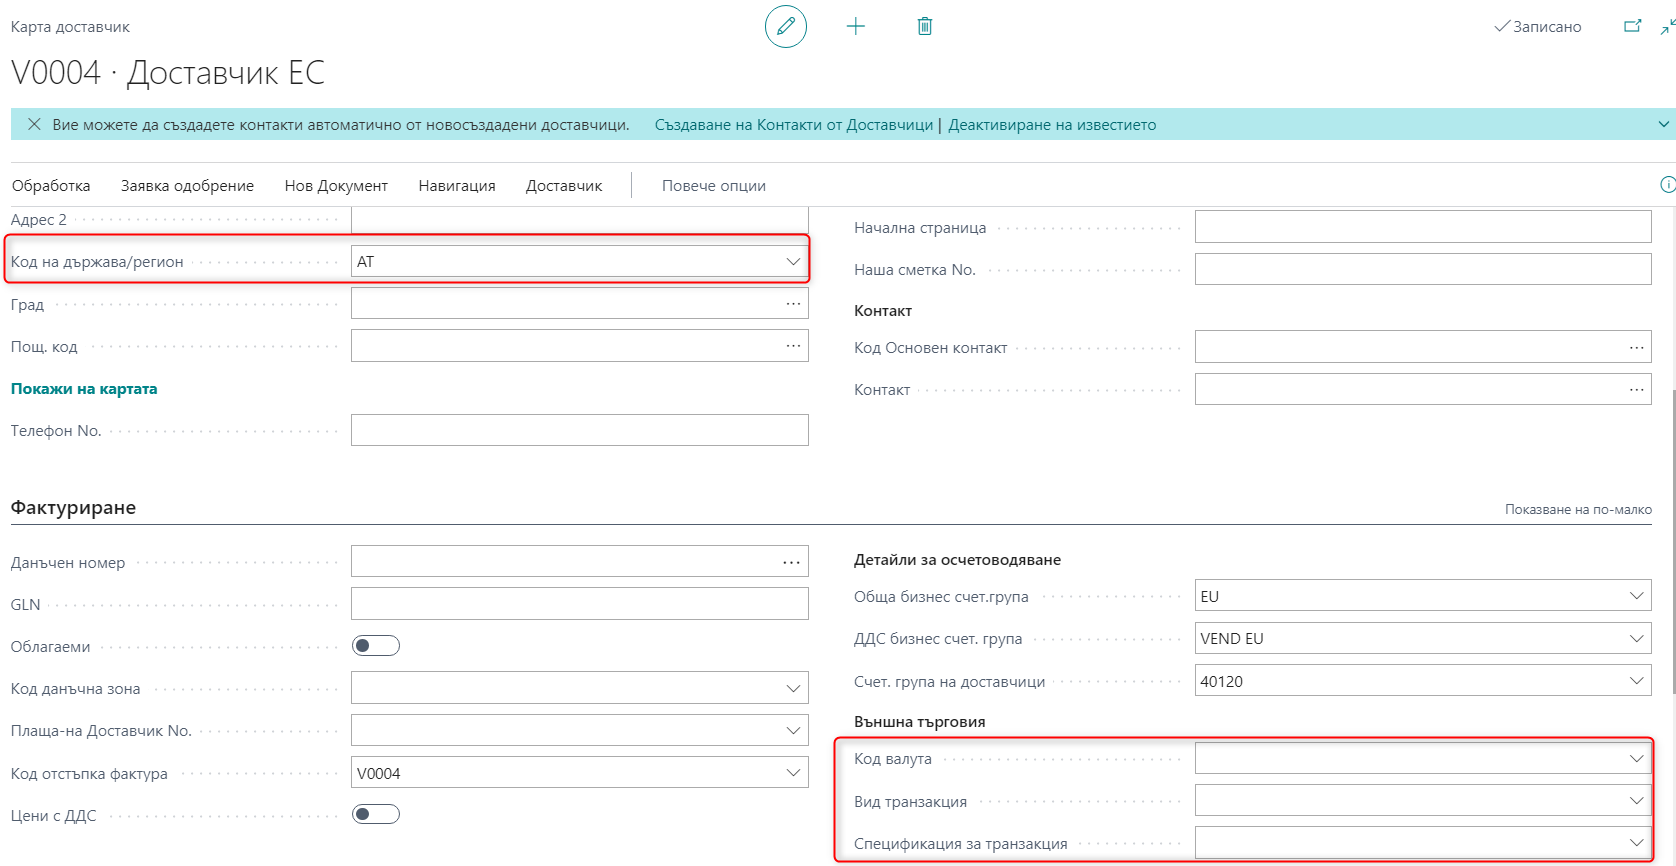 Карта доставчик
Записано
V0004 · Доставчик ЕС
Вие можете да създадете контакти автоматично от новосъздадени доставчици. Създаване на Контакти от Доставчици | Деактивиране на известието
Обработка Заявка одобрение Нов Документ Навигация Доставчик Повече опции
Адрес 2
Код на държава/регион AT
Град
Пощ. код
Покажи на картата
Телефон No.
Начална страница
Наша сметка No.
Контакт
Код Основен контакт
Контакт
Фактуриране
Показване на по-малко
Данъчен номер
GLN
Облагаеми
Код данъчна зона
Плаща-на Доставчик No.
Код отстъпка фактура V0004
Цени с ДДС
Детайли за осчетоводяване
Обща бизнес счет.група EU
ДДС бизнес счет. група VEND EU
Счет. група на доставчици 40120
Външна търговия
Код валута
Вид транзакция
Спецификация за транзакция